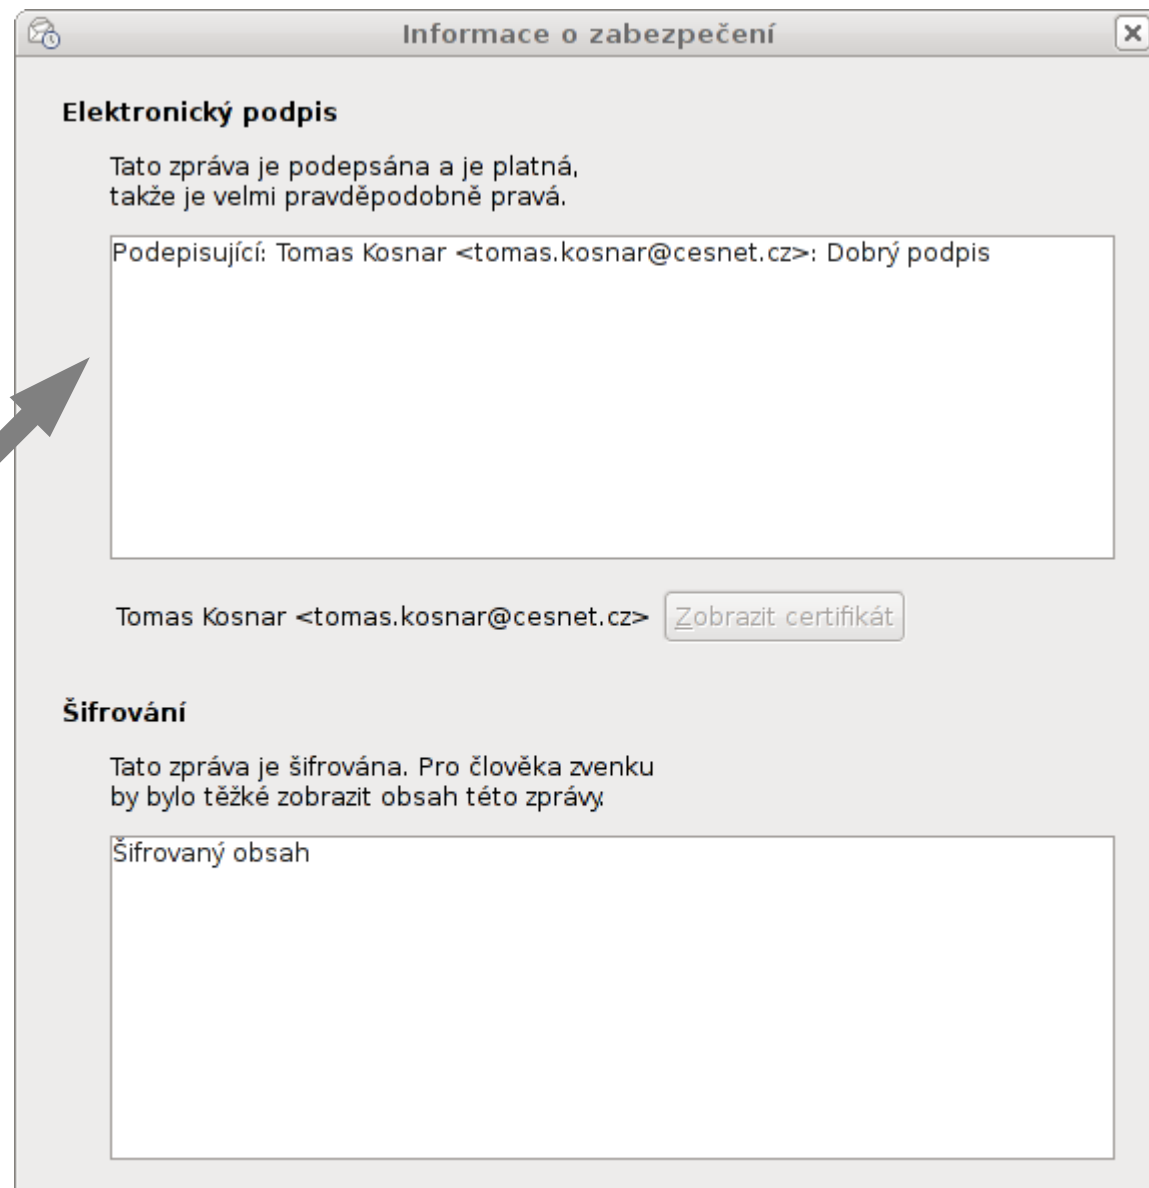 Informace o zabezpečení
Elektronický podpis
Tato zpráva je podepsána a je platná,
takže je velmi pravděpodobně pravá.
Podepisující: Tomas Kosnar <tomas.kosnar@cesnet.cz>: Dobrý podpis
Tomas Kosnar <tomas.kosnar@cesnet.cz> Zobrazit certifikát
Šifrování
Tato zpráva je šifrována. Pro člověka zvenku
by bylo těžké zobrazit obsah této zprávy.
Šifrovaný obsah